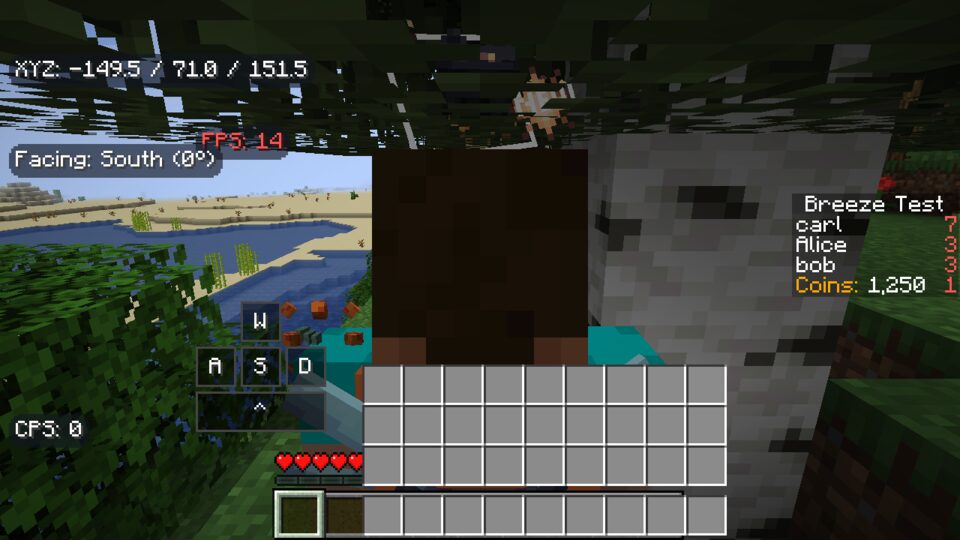 XYZ: -149.5 / 71.0 / 151.5
FPS: 14
Facing: South (0°)
Breeze Test
carl 7
Alice 3
bob 3
Coins: 1,250 1
W
A S D
^
CPS: 0